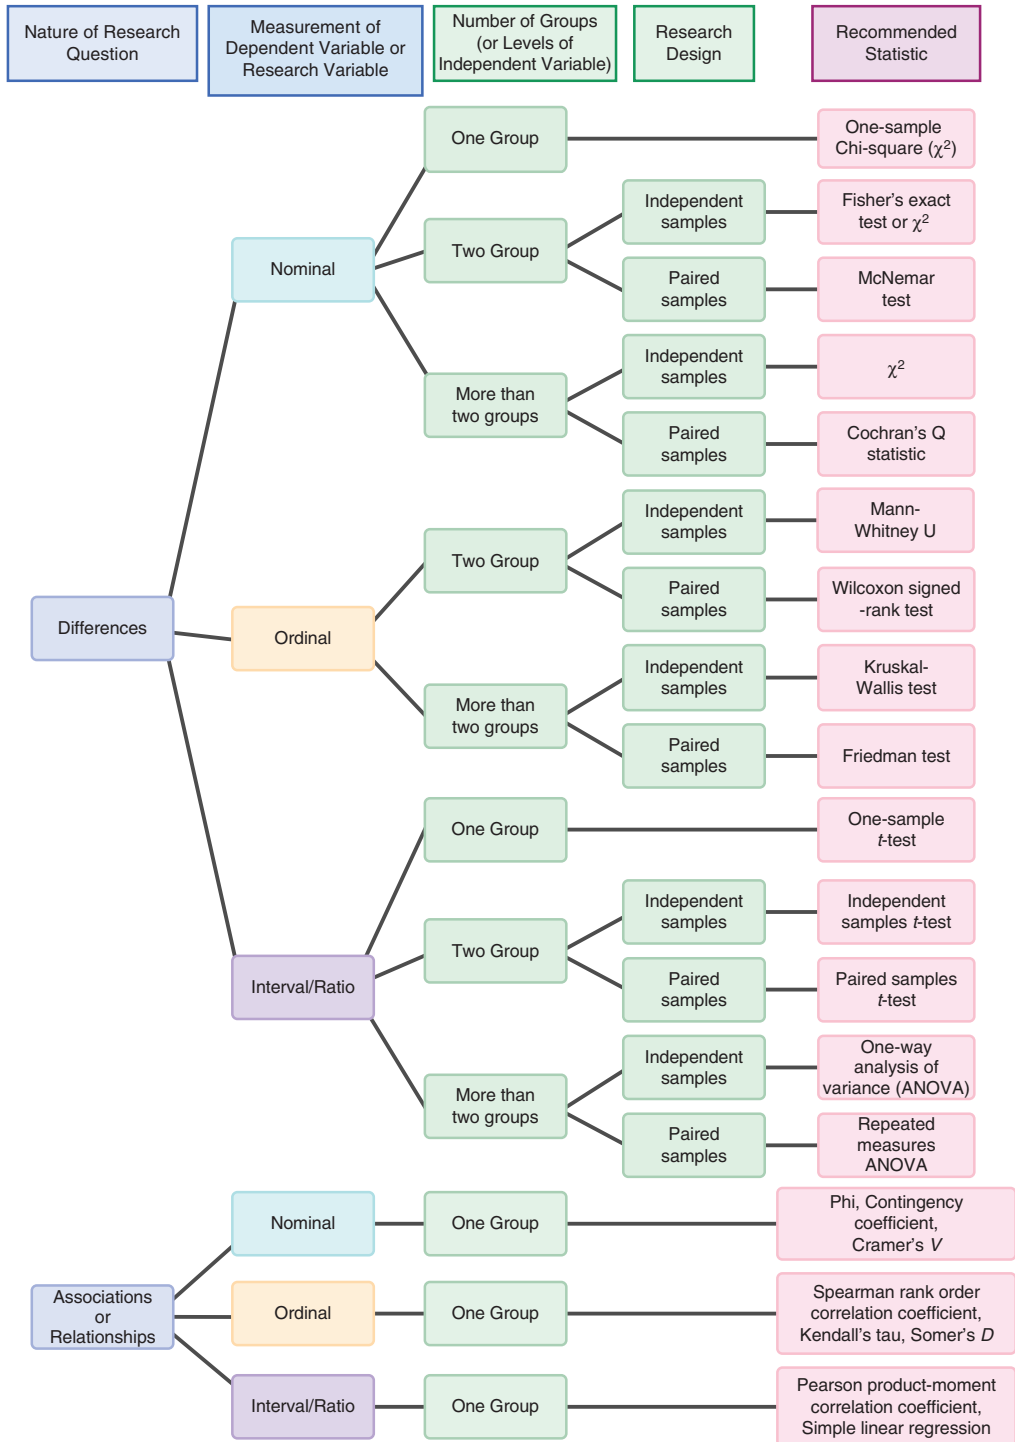 Nature of Research
Question
Measurement of
Dependent Variable or
Research Variable
Number of Groups
(or Levels of
Independent Variable)
Research
Design
Recommended
Statistic
Differences
Nominal
One Group
One-sample
Chi-square (χ²)
Two Group
Independent
samples
Fisher's exact
test or χ²
Paired
samples
McNemar
test
More than
two groups
Independent
samples
χ²
Paired
samples
Cochran's Q
statistic
Ordinal
Two Group
Independent
samples
Mann-
Whitney U
Paired
samples
Wilcoxon signed
-rank test
More than
two groups
Independent
samples
Kruskal-
Wallis test
Paired
samples
Friedman test
Interval/Ratio
One Group
One-sample
t-test
Two Group
Independent
samples
Independent
samples t-test
Paired
samples
Paired samples
t-test
More than
two groups
Independent
samples
One-way
analysis of
variance (ANOVA)
Paired
samples
Repeated
measures
ANOVA
Associations
or
Relationships
Nominal
One Group
Phi, Contingency
coefficient,
Cramer's V
Ordinal
One Group
Spearman rank order
correlation coefficient,
Kendall's tau, Somer's D
Interval/Ratio
One Group
Pearson product-moment
correlation coefficient,
Simple linear regression